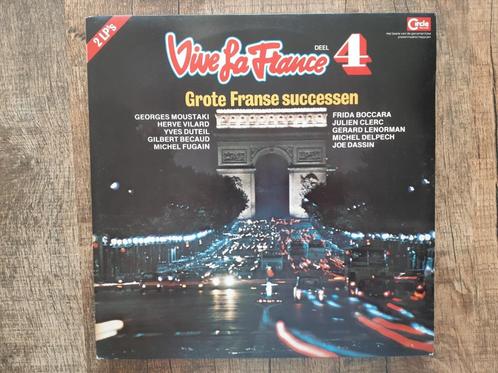 2 LP's
Vive La France
DEEL
4
Circle
Grote Franse successen
GEORGES MOUSTAKI
HERVE VILARD
YVES DUTEIL
GILBERT BECAUD
MICHEL FUGAIN
FRIDA BOCCARA
JULIEN CLERC
GERARD LENORMAN
MICHEL DELPECH
JOE DASSIN